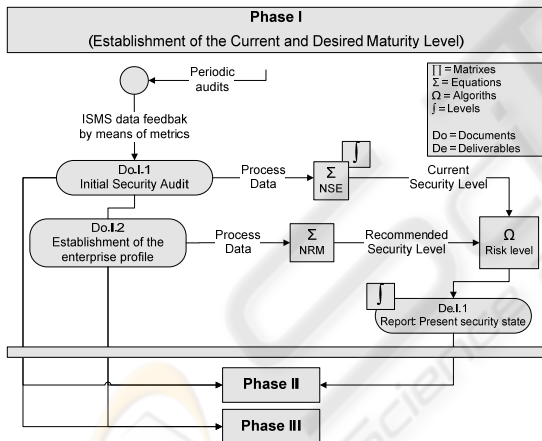 Phase I
(Establishment of the Current and Desired Maturity Level)
Periodic
audits
ISMS data feedbak
by means of metrics
∏ = Matrixes
Σ = Equations
Ω = Algoriths
∫ = Levels
Do = Documents
De = Deliverables
Do.I.1
Initial Security Audit
Process
Data
Σ
NSE
∫
Current
Security Level
Do.I.2
Establishment of the
enterprise profile
Process
Data
Σ
NRM
Recommended
Security Level
Ω
Risk level
∫
De.I.1
Report: Present security state
Phase II
Phase III